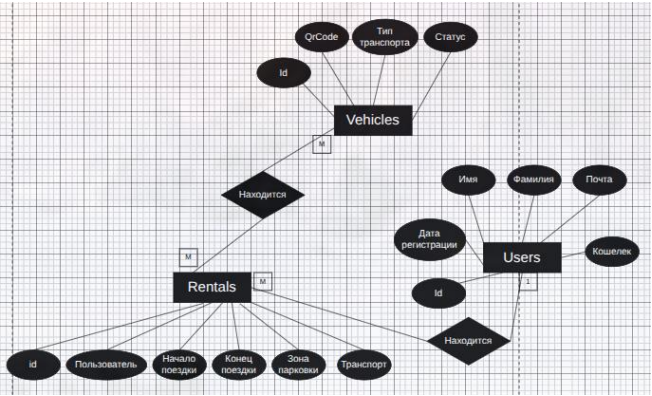 QrCode
Тип
транспорта
Статус
Id
Vehicles
М
Находится
Имя
Фамилия
Почта
Дата
регистрации
Users
Кошелек
М
Rentals
М
Id
1
Находится
id
Пользователь
Начало
поездки
Конец
поездки
Зона
парковки
Транспорт